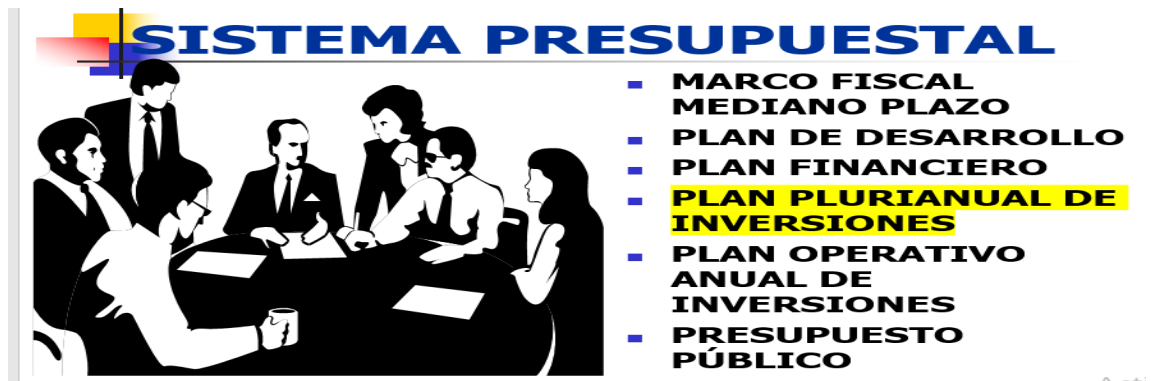 SISTEMA PRESUPUESTAL
MARCO FISCAL
MEDIANO PLAZO
PLAN DE DESARROLLO
PLAN FINANCIERO
PLAN PLURIANUAL DE
INVERSIONES
PLAN OPERATIVO
ANUAL DE
INVERSIONES
PRESUPUESTO
PÚBLICO